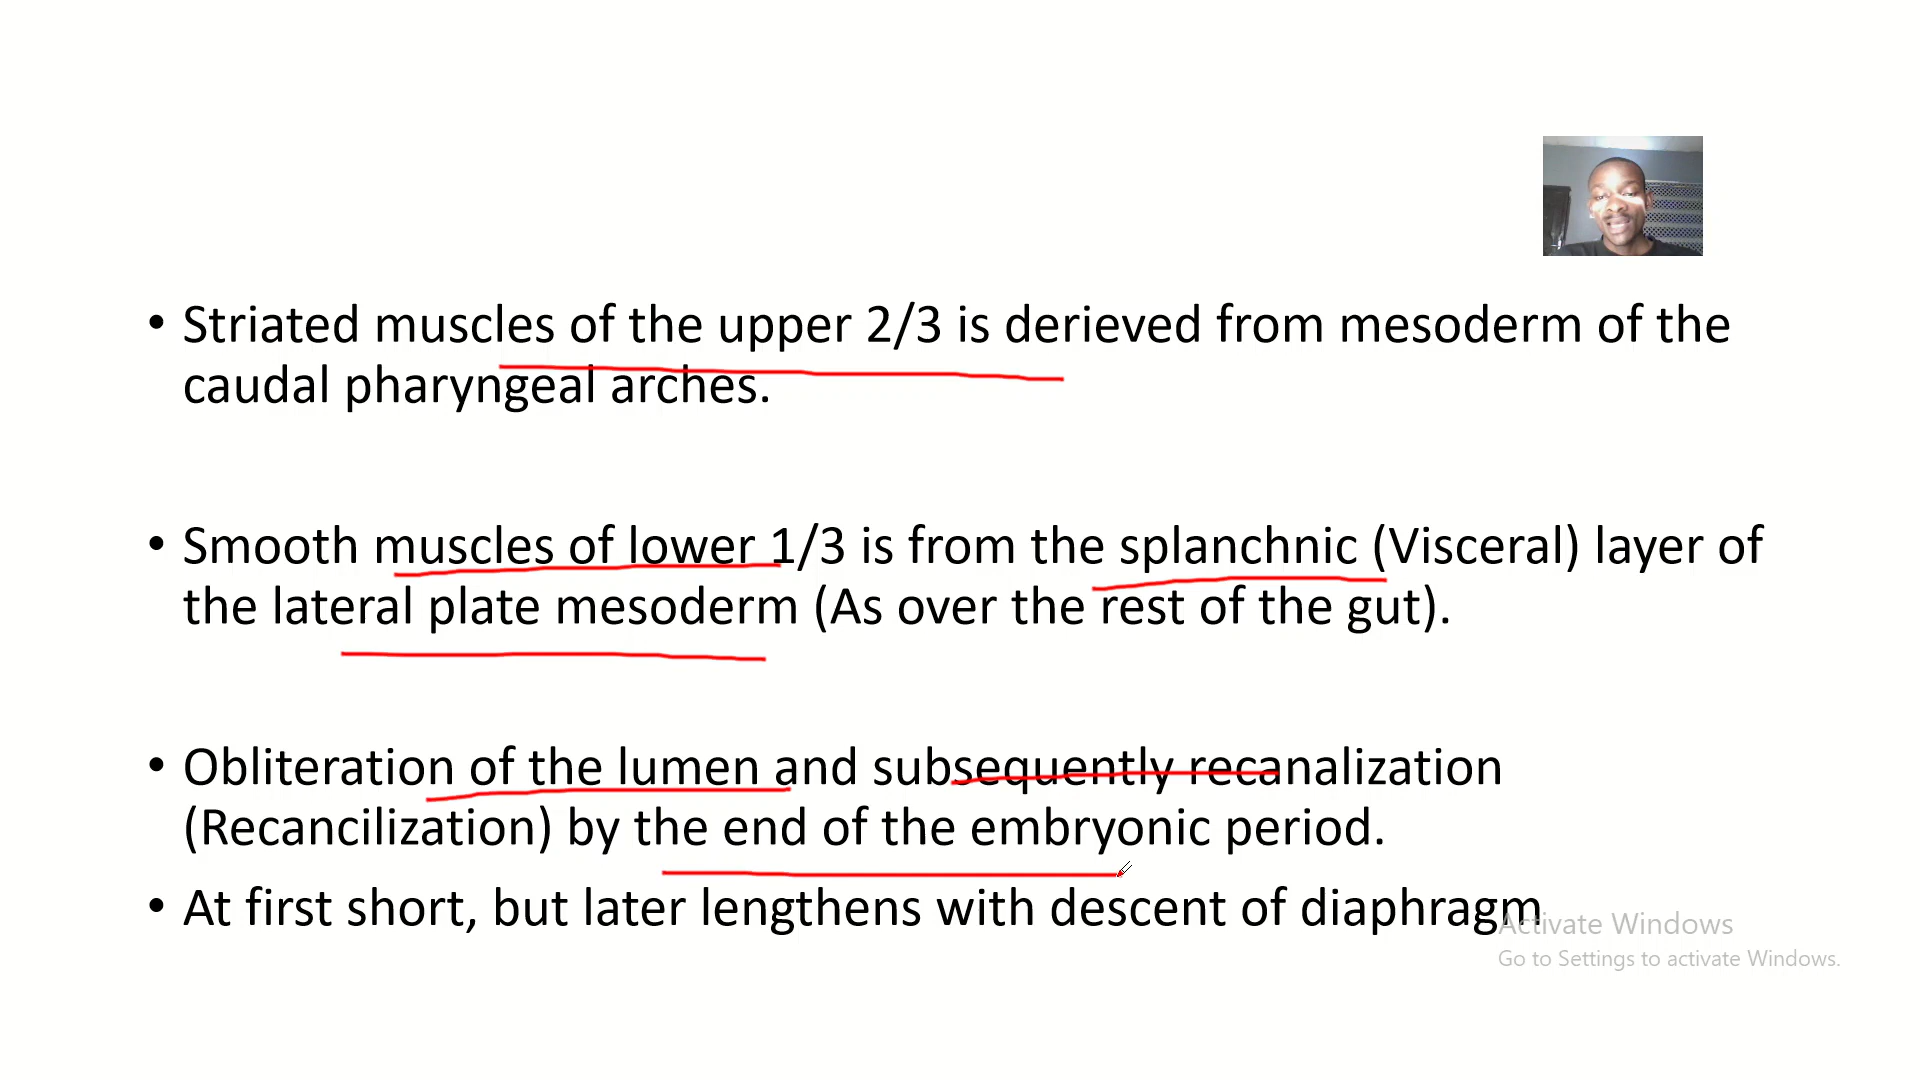 • Striated muscles of the upper 2/3 is derieved from mesoderm of the
caudal pharyngeal arches.
• Smooth muscles of lower 1/3 is from the splanchnic (Visceral) layer of
the lateral plate mesoderm (As over the rest of the gut).
• Obliteration of the lumen and subsequently recanalization
(Recancilization) by the end of the embryonic period.
• At first short, but later lengthens with descent of diaphragm
Activate Windows
Go to Settings to activate Windows.